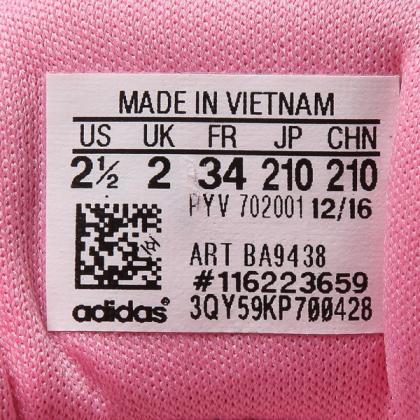 MADE IN VIETNAM
US UK FR JP CHN
2½ 2 34 210 210
PYV 702001 12/16
ART BA9438
#116223659
adidas® 3QY59KP700428